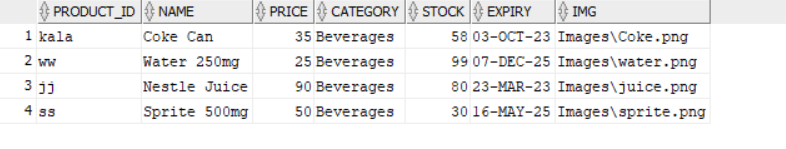 PRODUCT_ID NAME PRICE CATEGORY STOCK EXPIRY IMG
1 kala Coke Can 35 Beverages 58 03-OCT-23 Images\Coke.png
2 ww Water 250mg 25 Beverages 99 07-DEC-25 Images\water.png
3 jj Nestle Juice 90 Beverages 80 23-MAR-23 Images\juice.png
4 ss Sprite 500mg 50 Beverages 30 16-MAY-25 Images\sprite.png